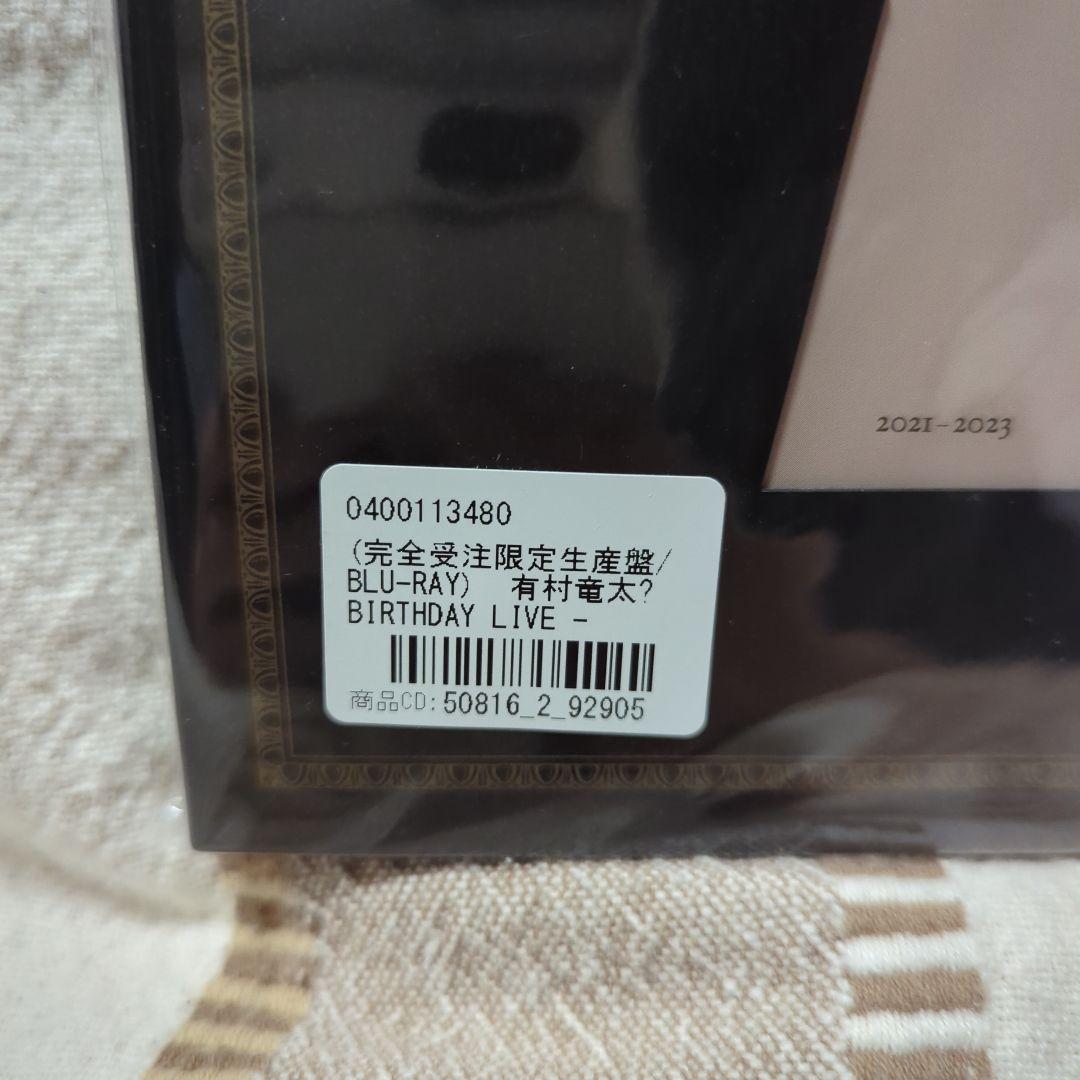 2021-2023
0400113480
(完全受注限定生産盤/
BLU-RAY) 有村竜太?
BIRTHDAY LIVE -
商品CD:50816_2_92905